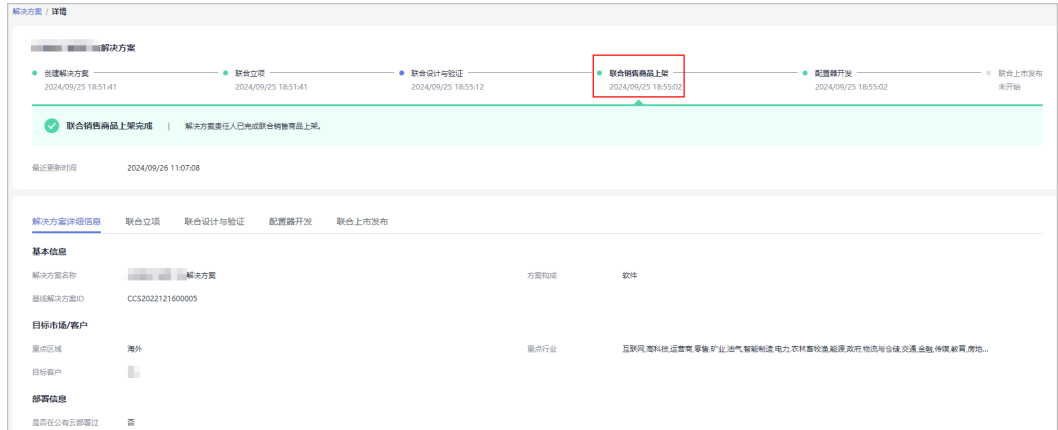 解决方案 / 详情
解决方案
创建解决方案 联合立项 联合设计与验证 联合销售商品上架 配置器开发 联合上市发布
2024/09/25 18:51:41 2024/09/25 18:51:41 2024/09/25 18:55:12 2024/09/25 18:55:02 2024/09/25 18:55:02 未开始
联合销售商品上架完成 | 解决方案责任人已完成联合销售商品上架。
最近更新时间 2024/09/26 11:07:08
解决方案详细信息 联合立项 联合设计与验证 配置器开发 联合上市发布
基本信息
解决方案名称 解决方案 方案构成 软件
基线解决方案ID CCS2022121600005
目标市场/客户
重点区域 海外 重点行业 互联网,高科技,运营商,零售,矿业,油气,智能制造,电力,农林畜牧渔,能源,政府,物流与仓储,交通,金融,传媒,教育,房地...
目标客户
部署信息
是否在公有云部署过 否